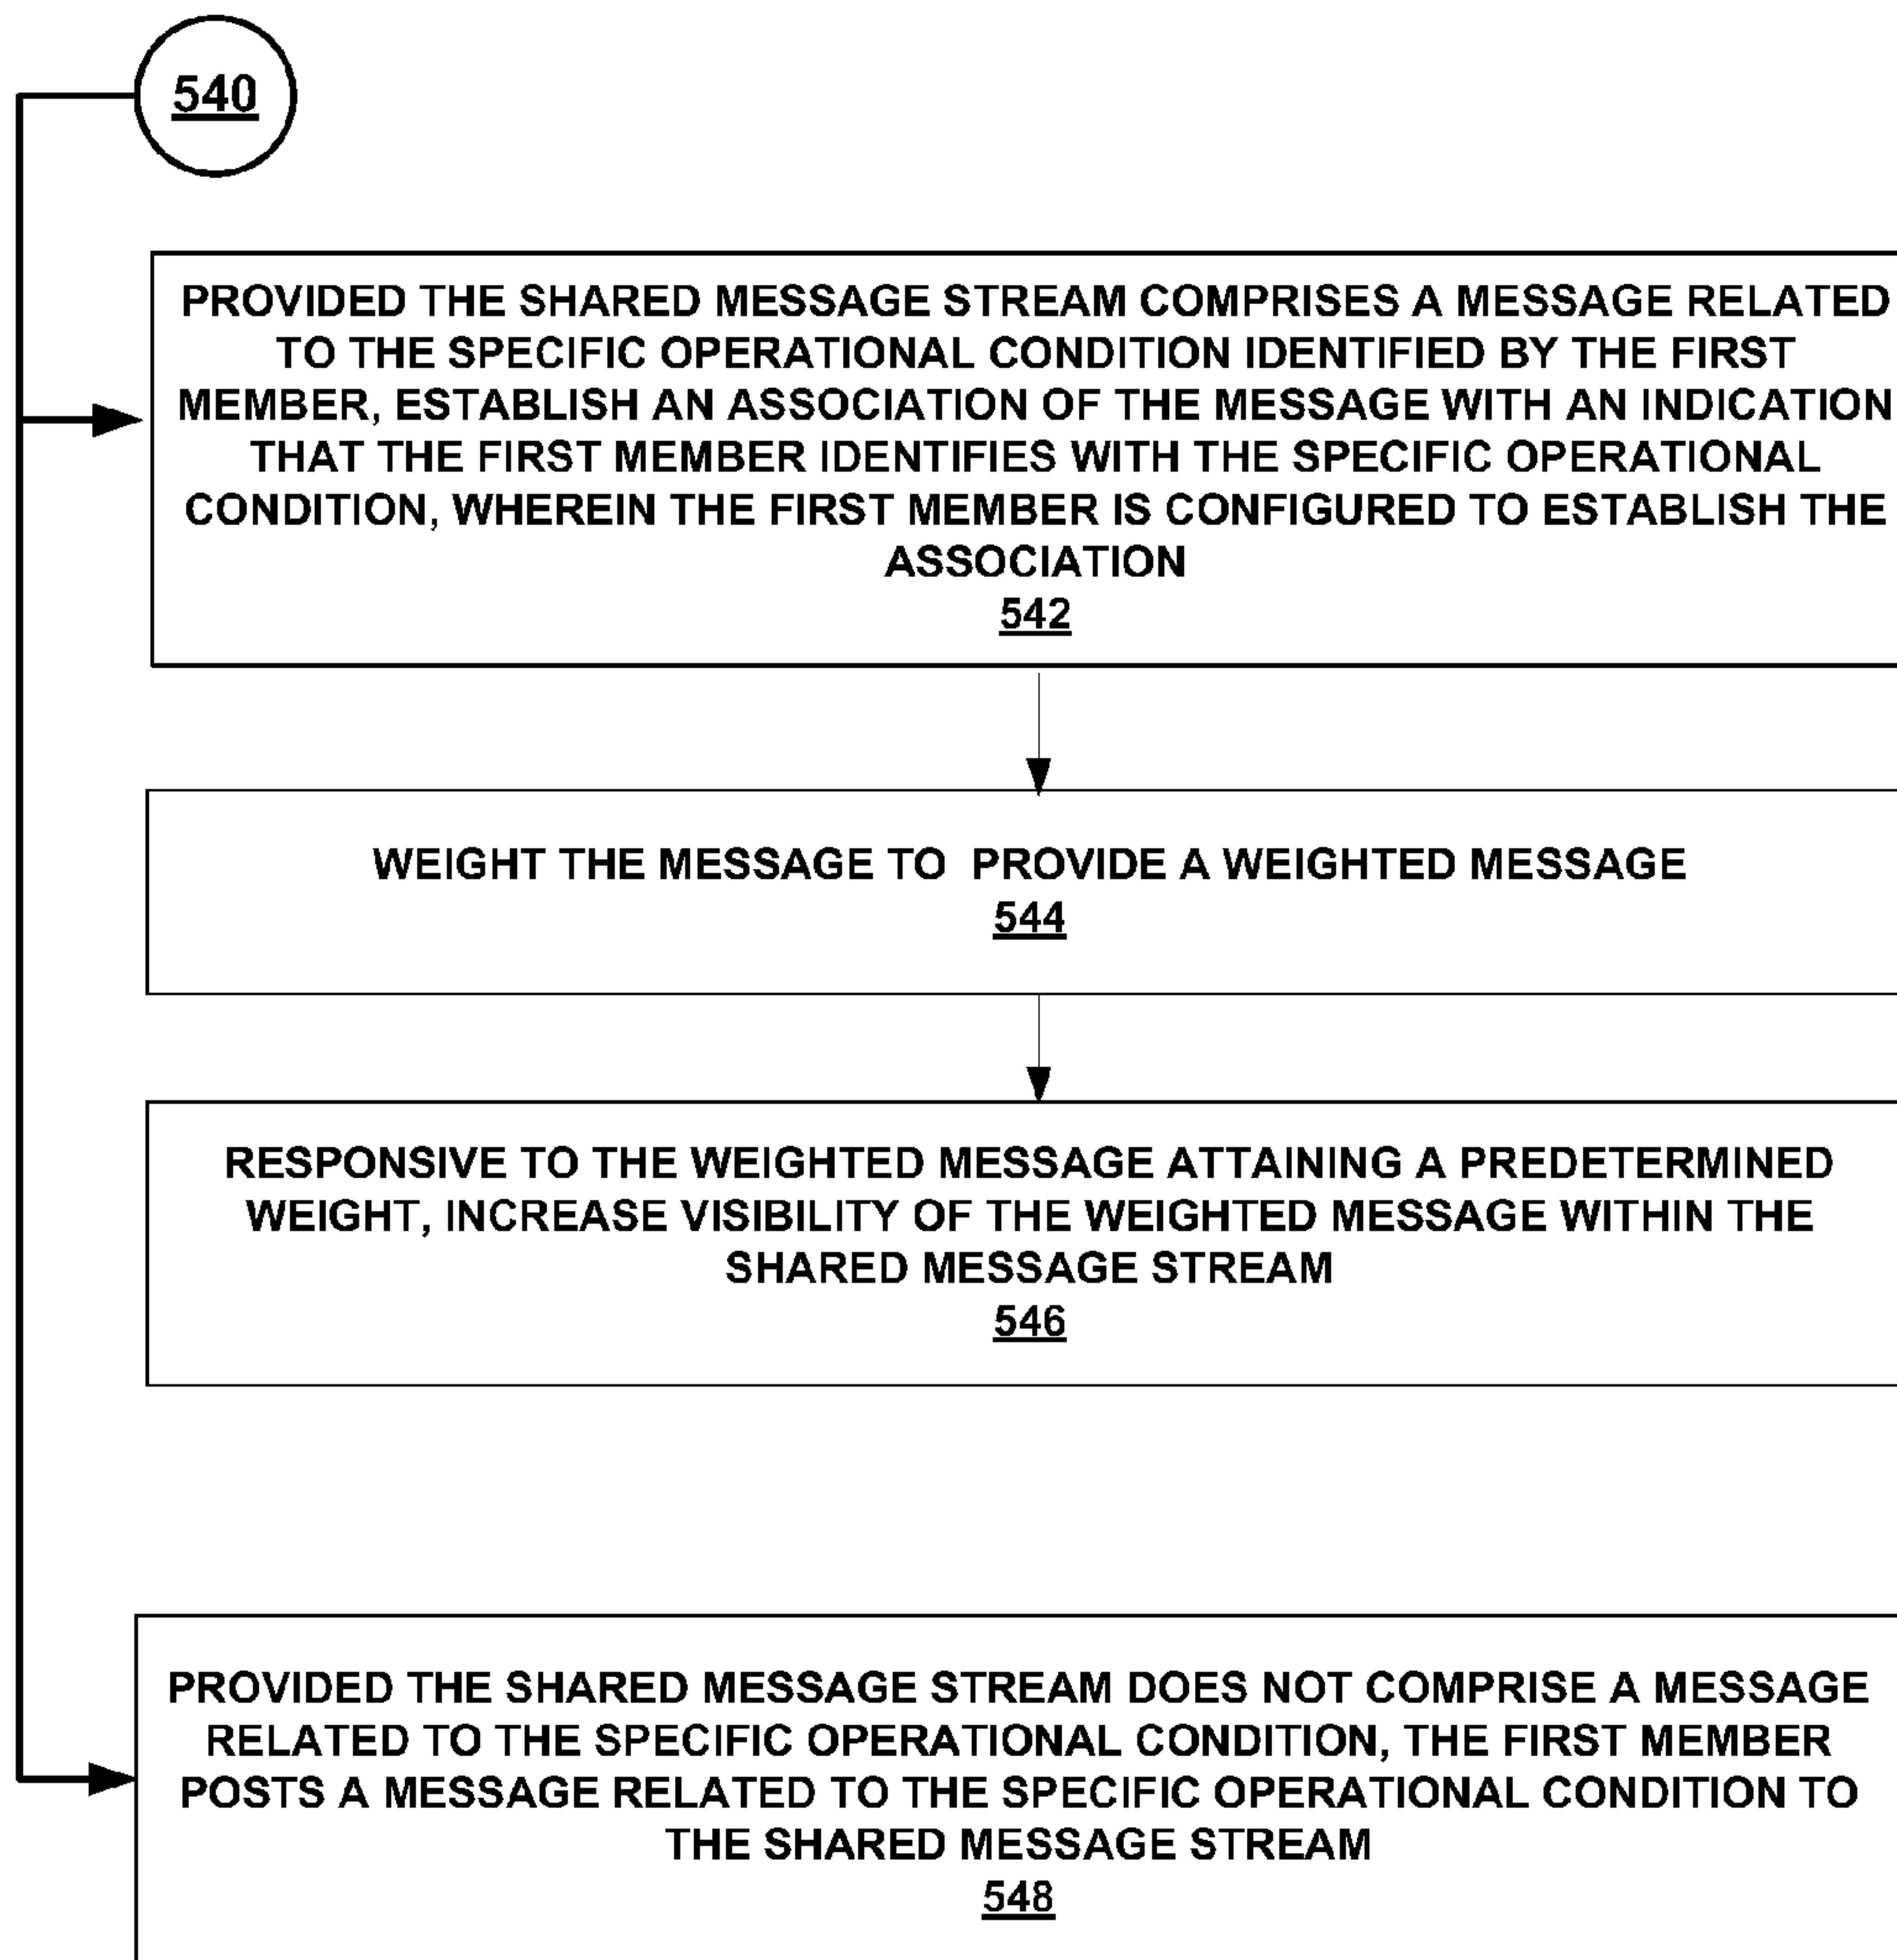 540
PROVIDED THE SHARED MESSAGE STREAM COMPRISES A MESSAGE RELATED
TO THE SPECIFIC OPERATIONAL CONDITION IDENTIFIED BY THE FIRST
MEMBER, ESTABLISH AN ASSOCIATION OF THE MESSAGE WITH AN INDICATION
THAT THE FIRST MEMBER IDENTIFIES WITH THE SPECIFIC OPERATIONAL
CONDITION, WHEREIN THE FIRST MEMBER IS CONFIGURED TO ESTABLISH THE
ASSOCIATION
542
WEIGHT THE MESSAGE TO PROVIDE A WEIGHTED MESSAGE
544
RESPONSIVE TO THE WEIGHTED MESSAGE ATTAINING A PREDETERMINED
WEIGHT, INCREASE VISIBILITY OF THE WEIGHTED MESSAGE WITHIN THE
SHARED MESSAGE STREAM
546
PROVIDED THE SHARED MESSAGE STREAM DOES NOT COMPRISE A MESSAGE
RELATED TO THE SPECIFIC OPERATIONAL CONDITION, THE FIRST MEMBER
POSTS A MESSAGE RELATED TO THE SPECIFIC OPERATIONAL CONDITION TO
THE SHARED MESSAGE STREAM
548